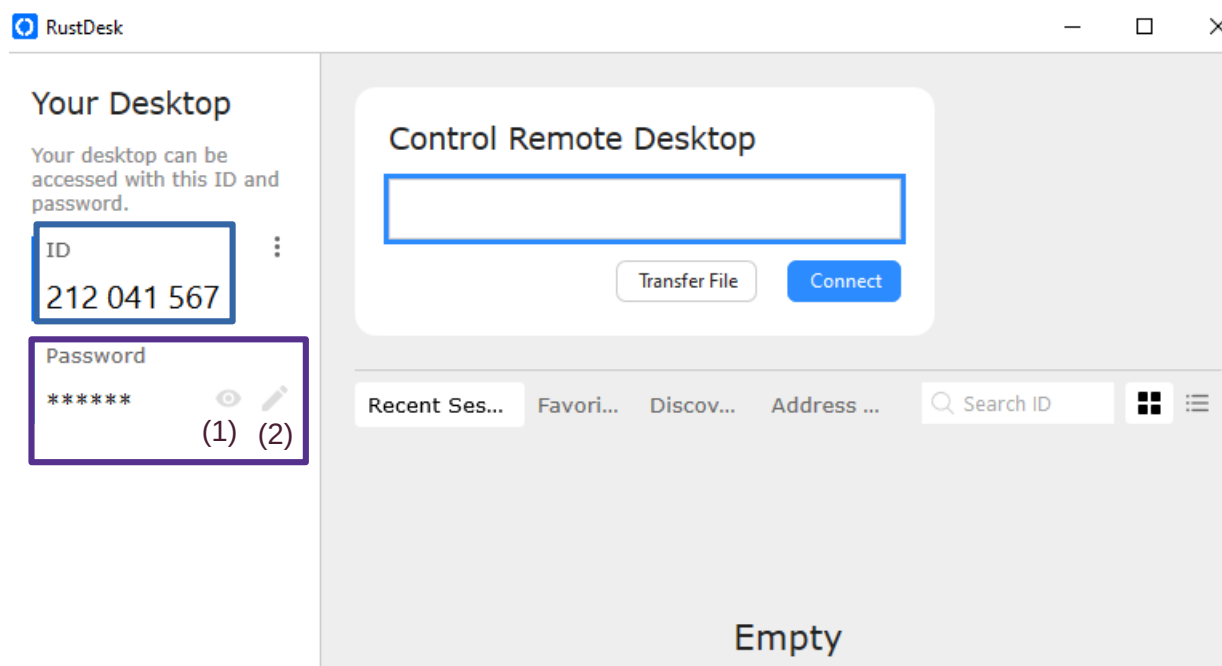 RustDesk
Your Desktop
Your desktop can be
accessed with this ID and
password.
ID
212 041 567
Password
******
(1) (2)
Control Remote Desktop
Transfer File Connect
Recent Ses... Favori... Discov... Address ... Search ID
Empty